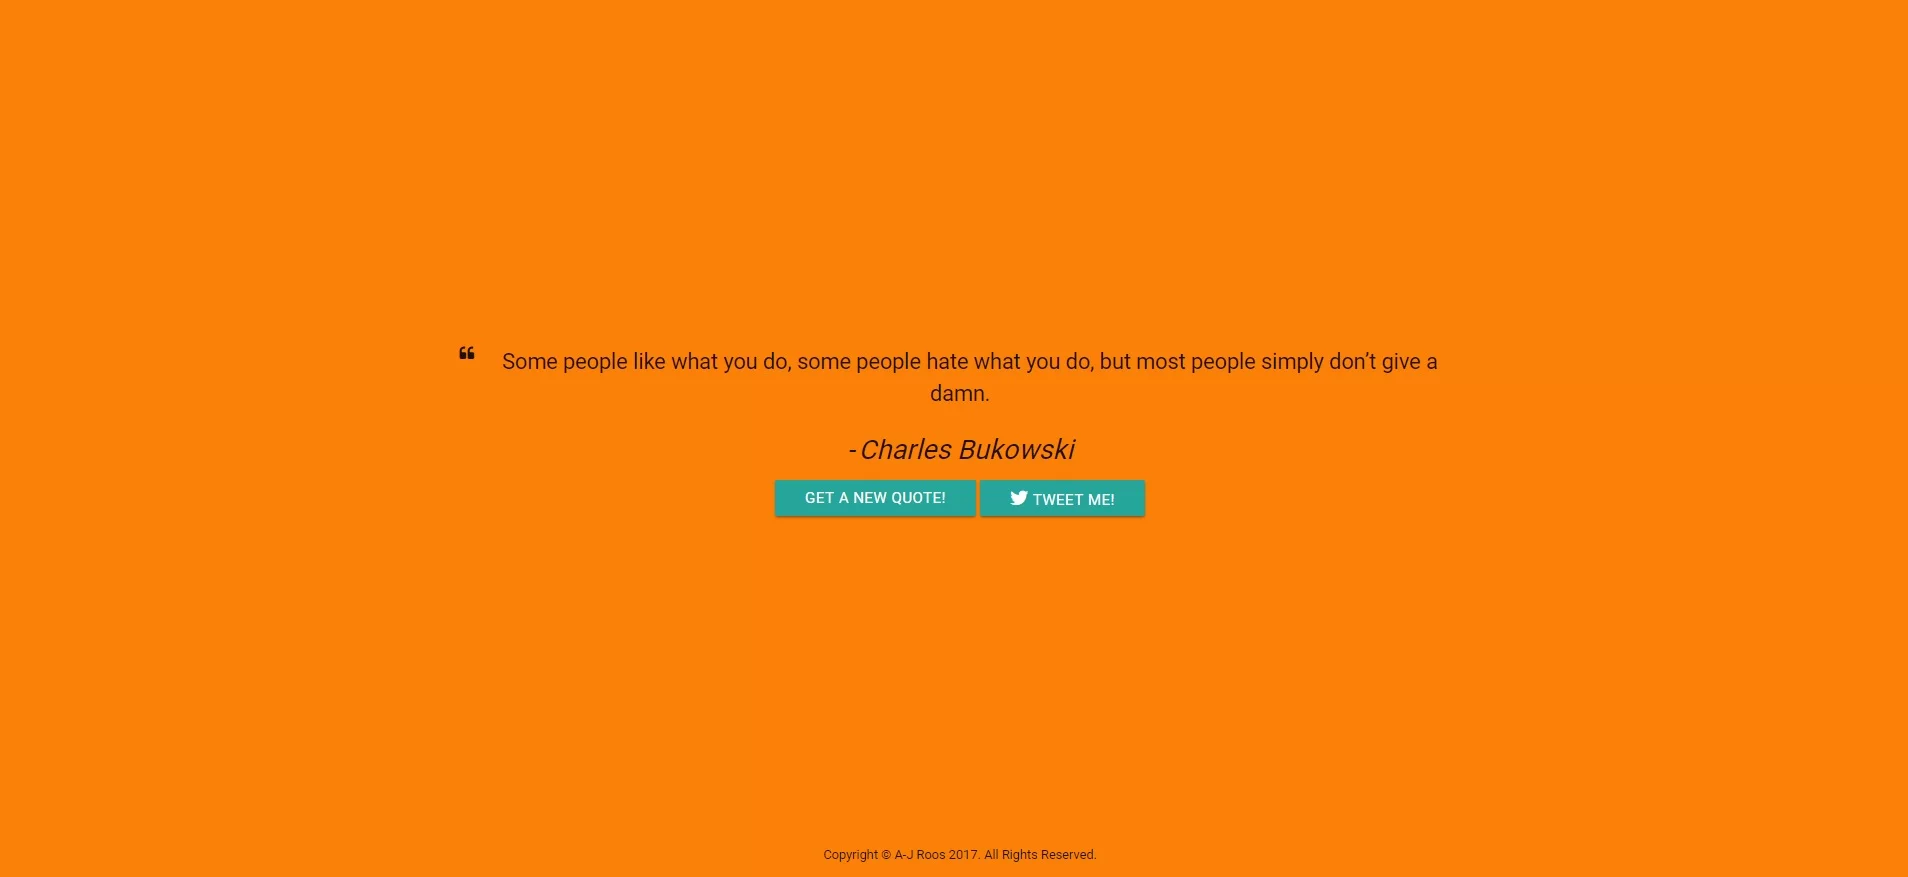 ❝ Some people like what you do, some people hate what you do, but most people simply don’t give a
damn.
- Charles Bukowski
GET A NEW QUOTE! TWEET ME!
Copyright © A-J Roos 2017. All Rights Reserved.